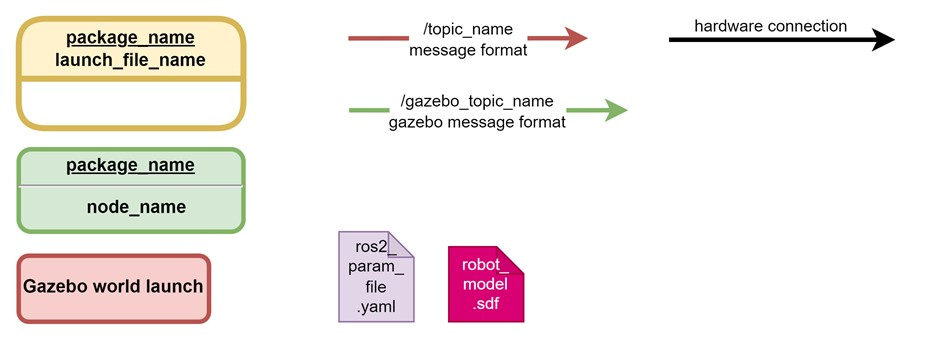 package_name
launch_file_name
/topic_name
message format
hardware connection
/gazebo_topic_name
gazebo message format
package_name
node_name
Gazebo world launch
ros2_
param_
file
.yaml
robot_
model
.sdf